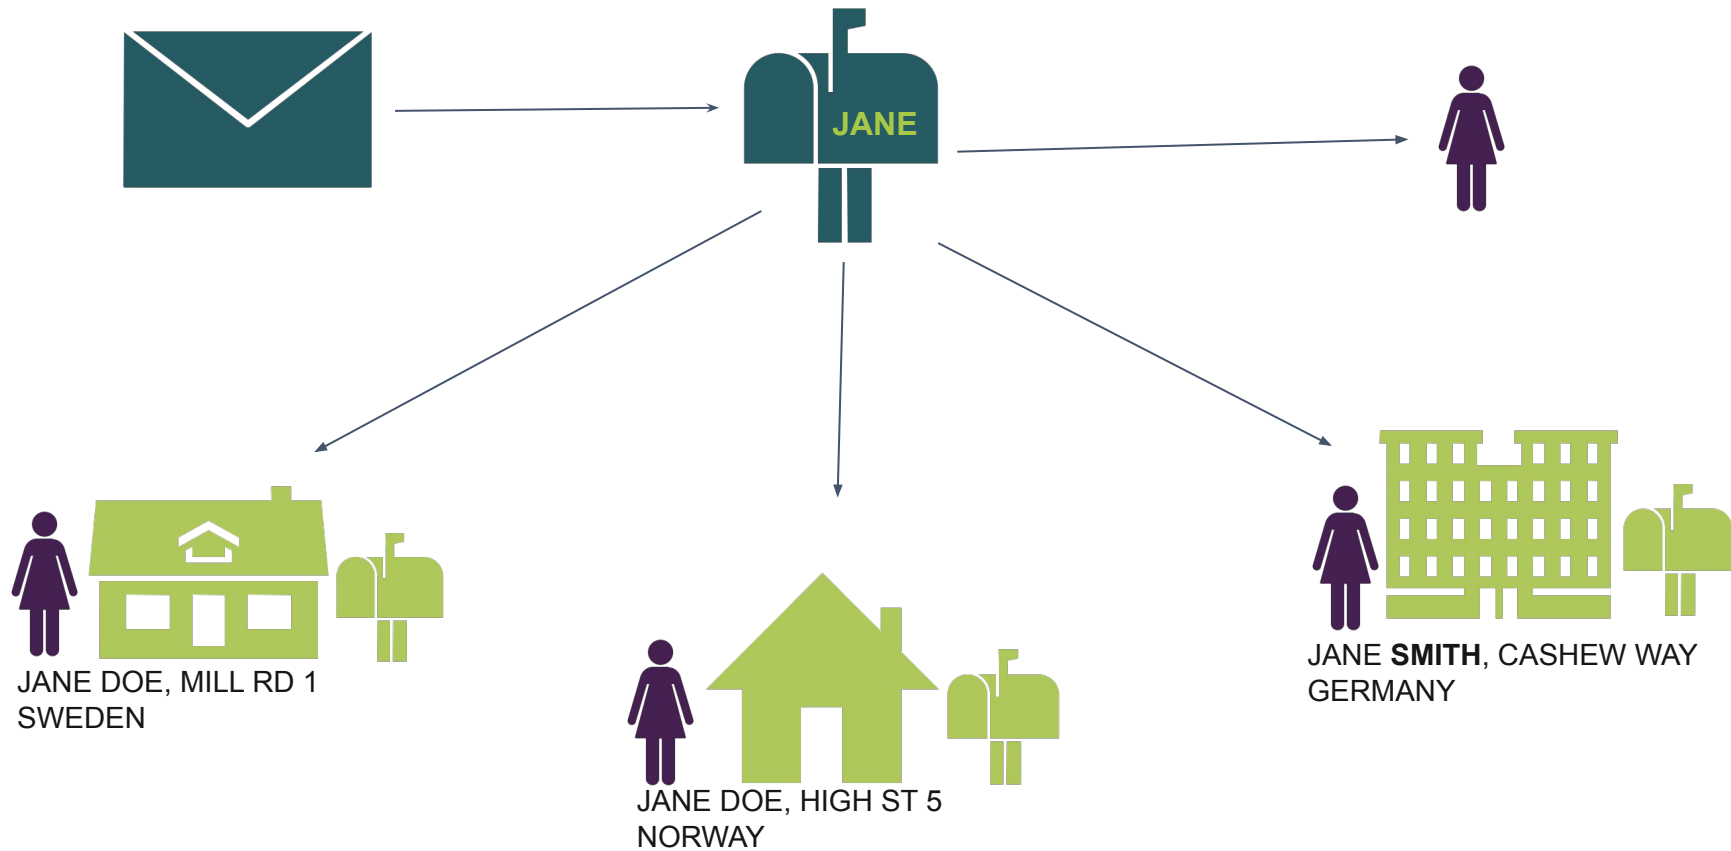 JANE
JANE DOE, MILL RD 1
SWEDEN
JANE DOE, HIGH ST 5
NORWAY
JANE SMITH, CASHEW WAY
GERMANY